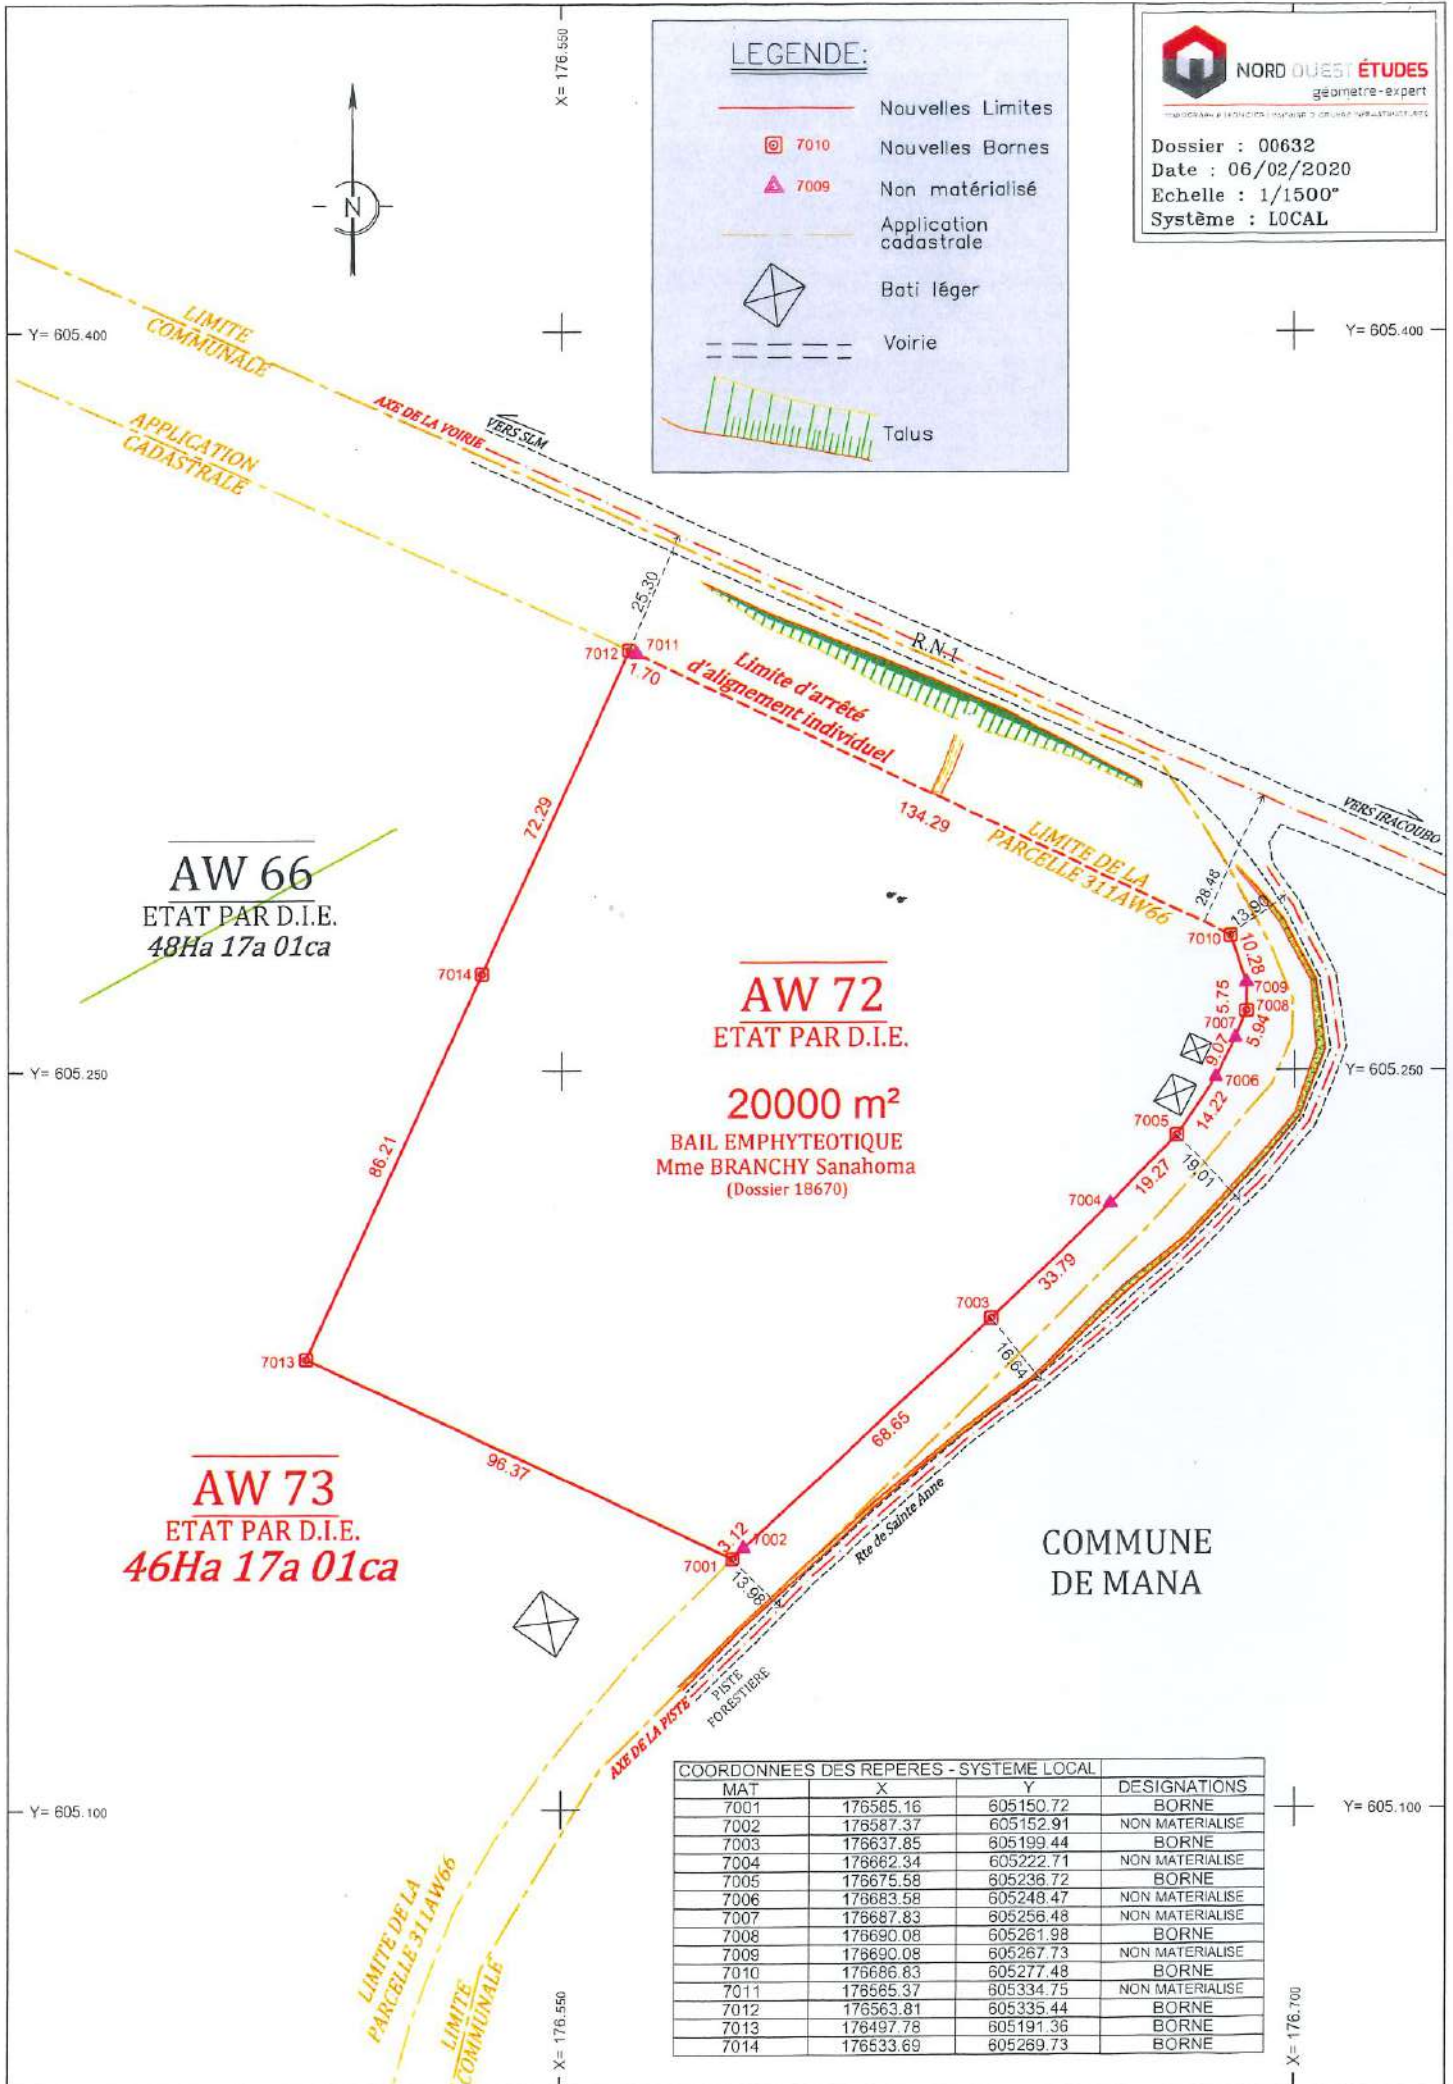 X= 176.550
LEGENDE:
Nouvelles Limites
7010 Nouvelles Bornes
7009 Non matérialisé
Application
cadastrale
Bati léger
Voirie
Talus
NORD OUEST ÉTUDES
géometre-expert
Dossier : 00632
Date : 06/02/2020
Echelle : 1/1500°
Système : LOCAL
N
Y= 605.400
Y= 605.400
LIMITE
COMMUNALE
APPLICATION
CADASTRALE
AXE DE LA VOIRIE
VERS SLM
25.30
R.N.1
7012
7011
1.70
Limite d'arrêté
d'alignement individuel
134.29
LIMITE DE LA
PARCELLE 311AW66
VERS IRACOUBO
28.48
13.90
72.29
AW 66
ETAT PAR D.I.E.
48Ha 17a 01ca
7014
7010
10.28
7009
5.75
7008
7007
5.94
9.07
7006
14.22
7005
AW 72
ETAT PAR D.I.E.
20000 m²
BAIL EMPHYTEOTIQUE
Mme BRANCHY Sanahoma
(Dossier 18670)
Y= 605.250
Y= 605.250
86.21
19.27
19.01
7004
33.79
7003
16.64
7013
96.37
68.65
AW 73
ETAT PAR D.I.E.
46Ha 17a 01ca
3.12
7002
7001
13.98
Rte de Sainte Anne
COMMUNE
DE MANA
PISTE
FORESTIERE
AXE DE LA PISTE
Y= 605.100
Y= 605.100
LIMITE DE LA
PARCELLE 311AW66
LIMITE
COMMUNALE
X= 176.550
X= 176.700
COORDONNEES DES REPERES - SYSTEME LOCAL
MAT X Y DESIGNATIONS
7001 176585.16 605150.72 BORNE
7002 176587.37 605152.91 NON MATERIALISE
7003 176637.85 605199.44 BORNE
7004 176662.34 605222.71 NON MATERIALISE
7005 176675.58 605236.72 BORNE
7006 176683.58 605248.47 NON MATERIALISE
7007 176687.83 605256.48 NON MATERIALISE
7008 176690.08 605261.98 BORNE
7009 176690.08 605267.73 NON MATERIALISE
7010 176686.83 605277.48 BORNE
7011 176565.37 605334.75 NON MATERIALISE
7012 176563.81 605335.44 BORNE
7013 176497.78 605191.36 BORNE
7014 176533.69 605269.73 BORNE